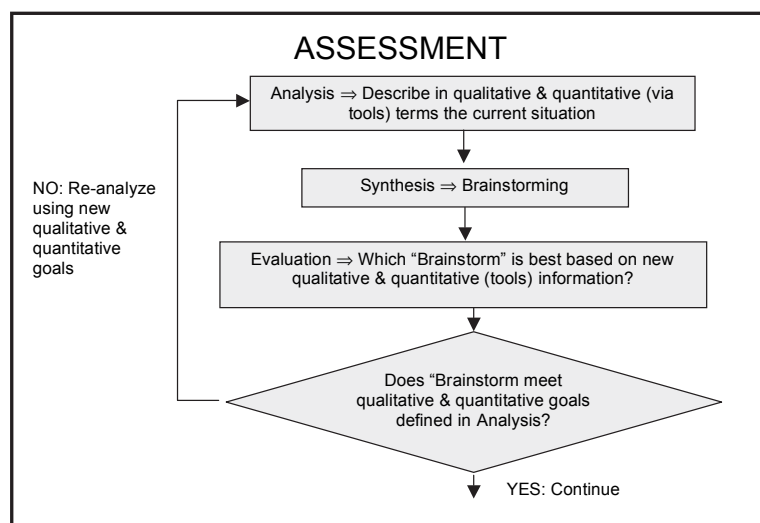 ASSESSMENT
Analysis ⇒ Describe in qualitative & quantitative (via
tools) terms the current situation
Synthesis ⇒ Brainstorming
NO: Re-analyze
using new
qualitative &
quantitative
goals
Evaluation ⇒ Which “Brainstorm” is best based on new
qualitative & quantitative (tools) information?
Does “Brainstorm meet
qualitative & quantitative goals
defined in Analysis?
YES: Continue